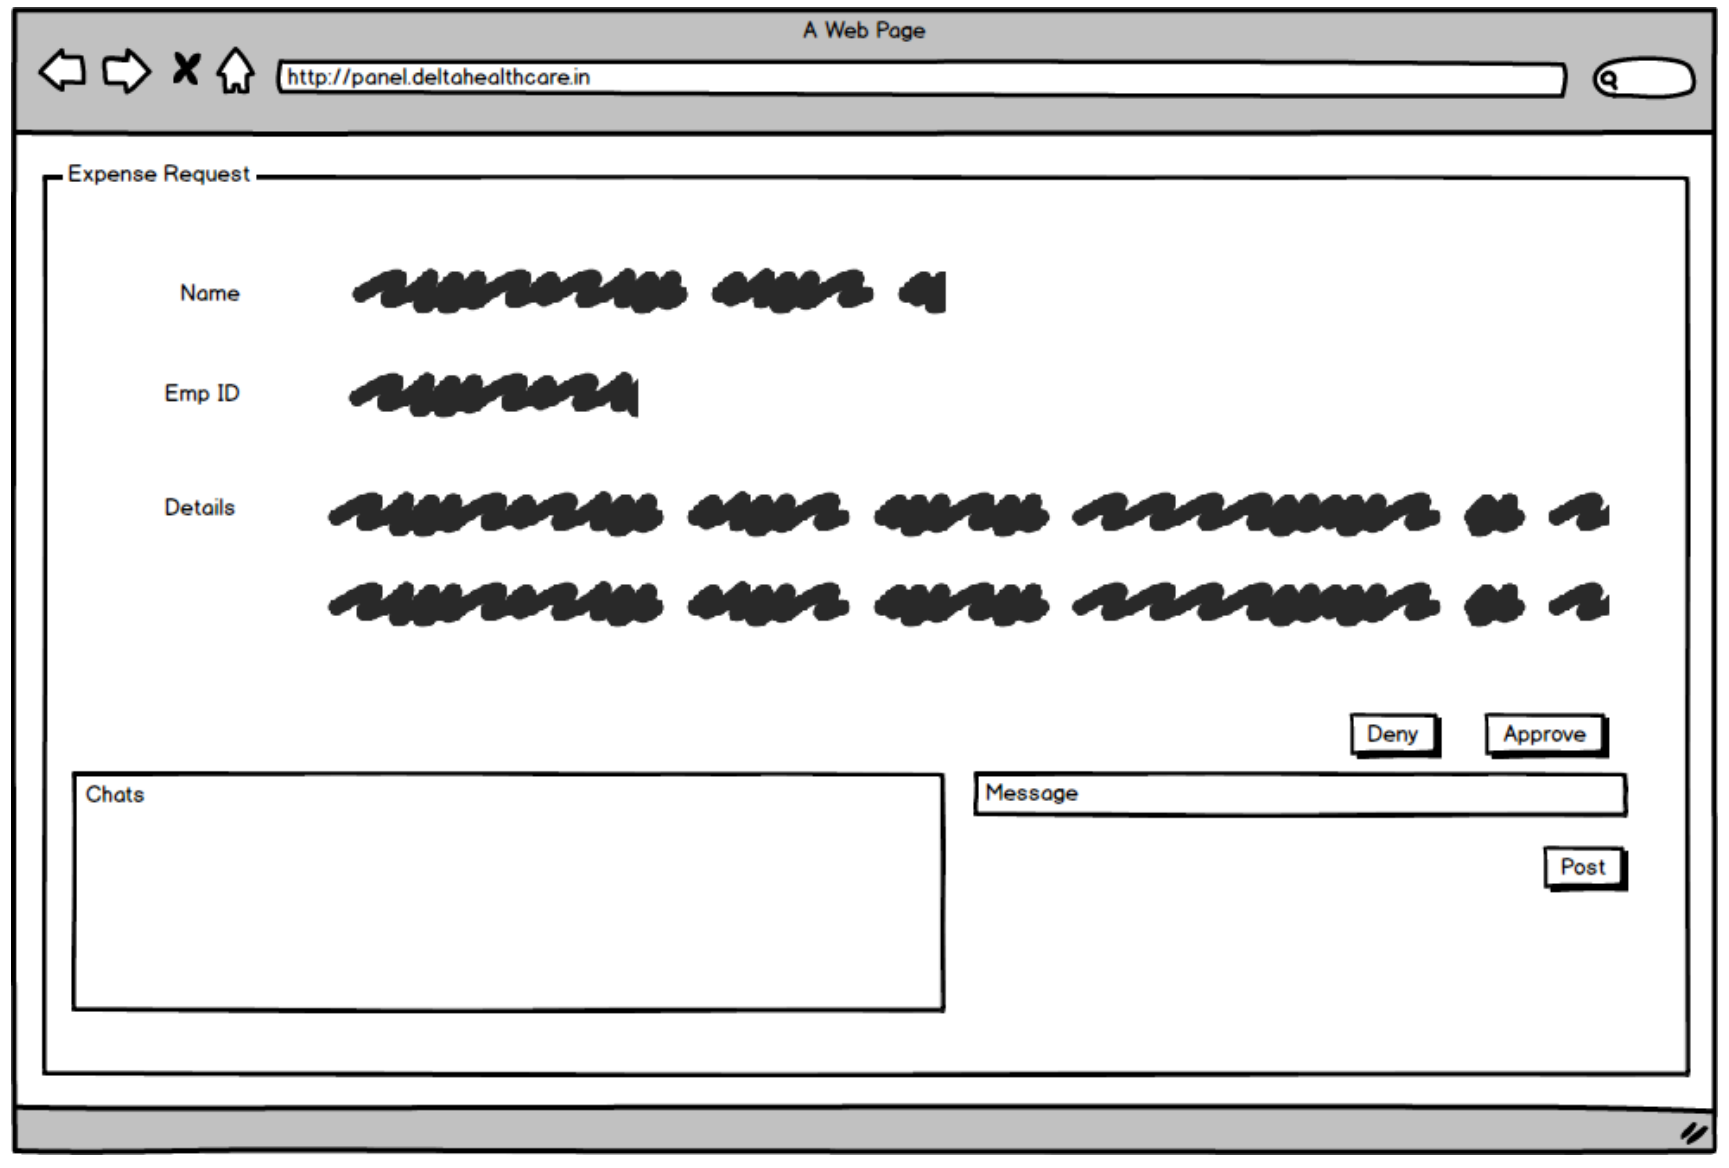 A Web Page
http://panel.deltahealthcare.in
Expense Request
Name
Emp ID
Details
Deny Approve
Chats
Message
Post